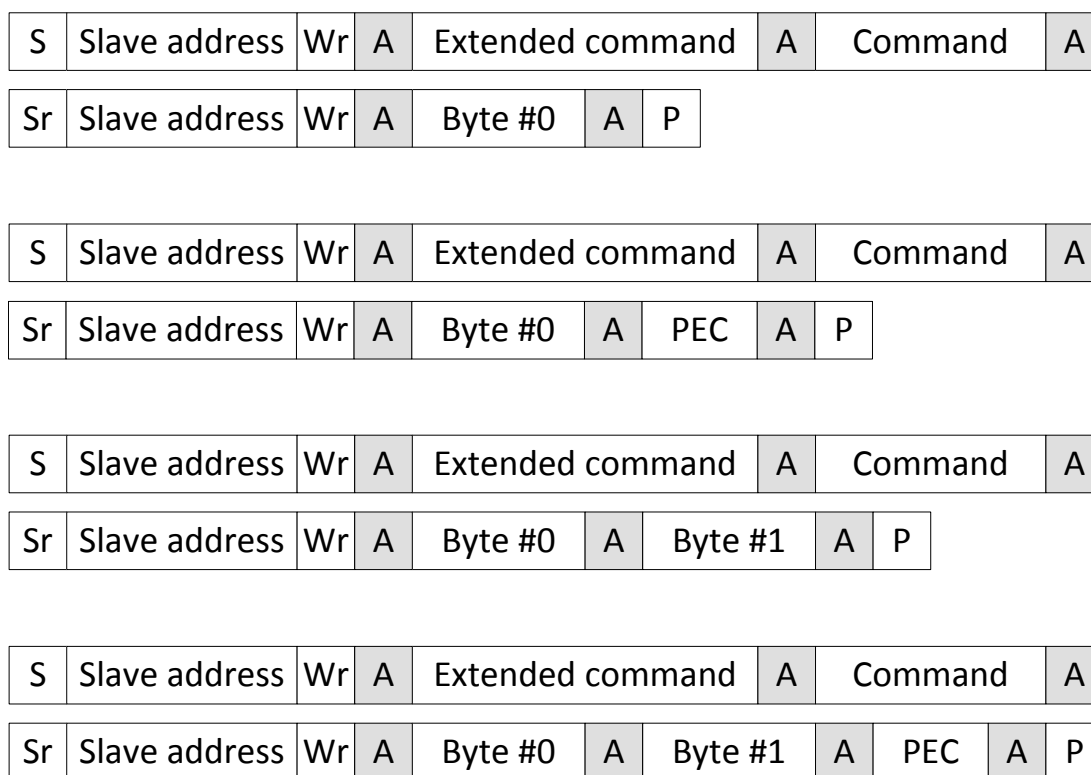 S Slave address Wr A Extended command A Command A
Sr Slave address Wr A Byte #0 A P
S Slave address Wr A Extended command A Command A
Sr Slave address Wr A Byte #0 A PEC A P
S Slave address Wr A Extended command A Command A
Sr Slave address Wr A Byte #0 A Byte #1 A P
S Slave address Wr A Extended command A Command A
Sr Slave address Wr A Byte #0 A Byte #1 A PEC A P